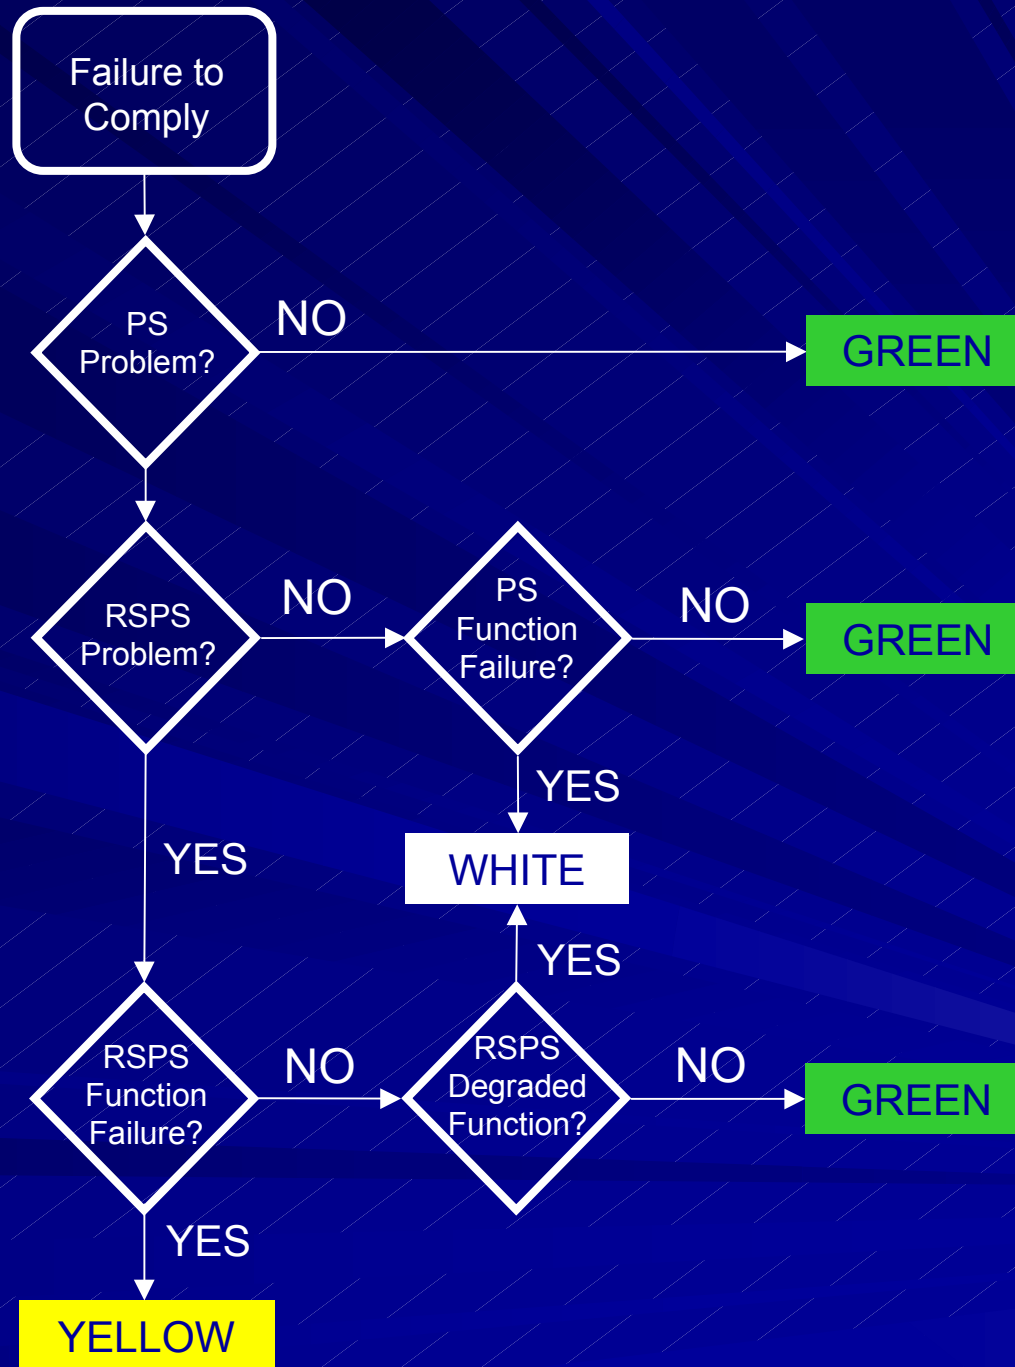 Failure to
Comply
PS
Problem?
NO
GREEN
RSPS
Problem?
NO
PS
Function
Failure?
NO
GREEN
YES
WHITE
YES
YES
RSPS
Function
Failure?
NO
RSPS
Degraded
Function?
NO
GREEN
YES
YELLOW